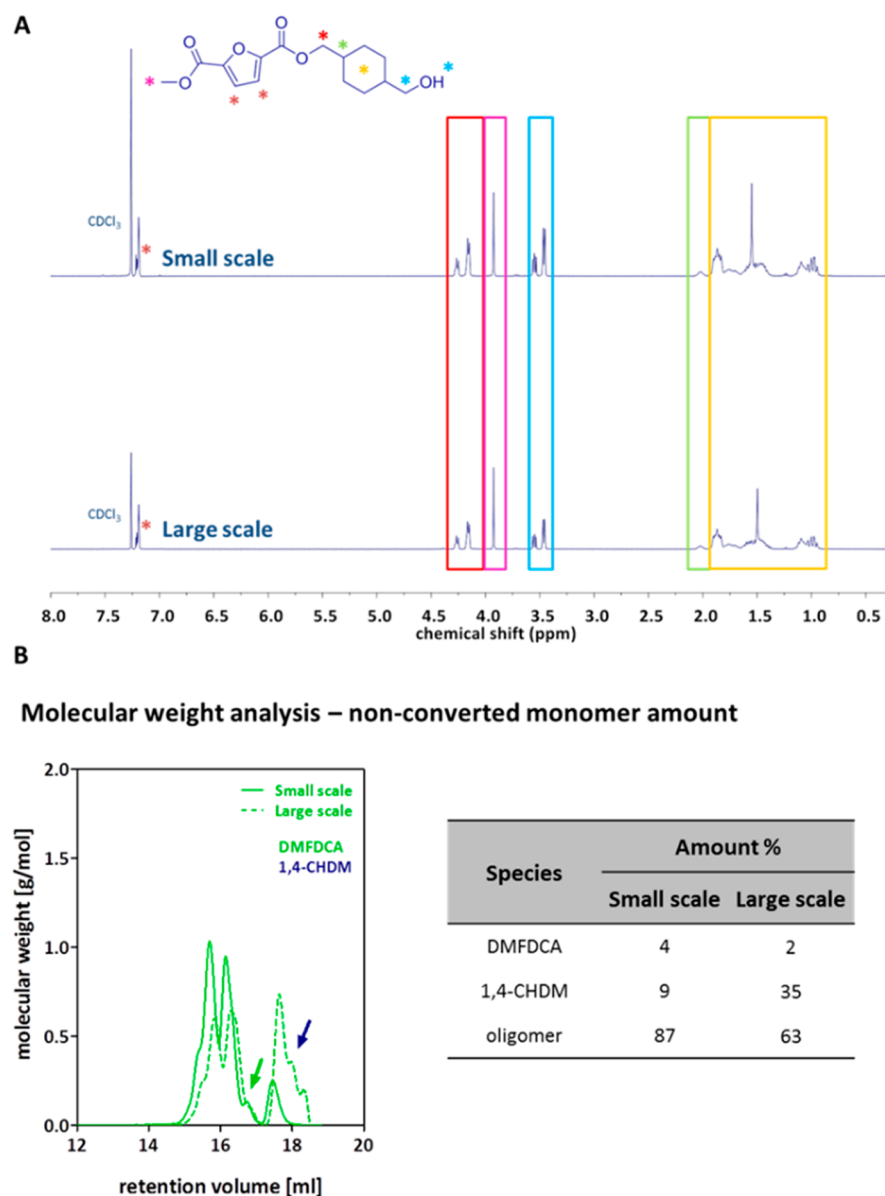 A
O
O
O
O
O
OH
CDCl3
Small scale
CDCl3
Large scale
8.0 7.5 7.0 6.5 6.0 5.5 5.0 4.5 4.0 3.5 3.0 2.5 2.0 1.5 1.0 0.5
chemical shift (ppm)
B
Molecular weight analysis – non-converted monomer amount
2.0
1.5
1.0
0.5
0.0
molecular weight [g/mol]
Small scale
Large scale
DMFDCA
1,4-CHDM
12 14 16 18 20
retention volume [ml]
Species Amount %
Small scale Large scale
DMFDCA 4 2
1,4-CHDM 9 35
oligomer 87 63